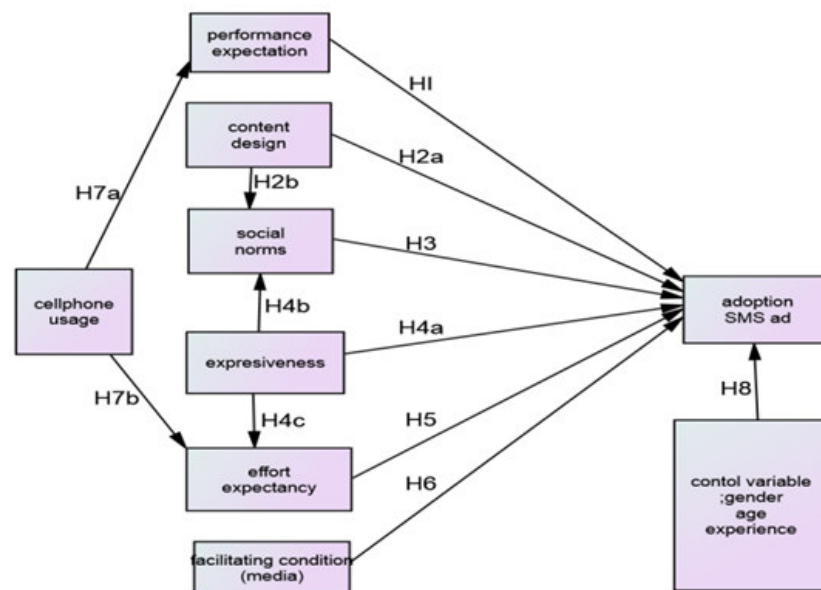 performance
expectation
HI
content
design
H2a
H2b
H7a
social
norms
H3
cellphone
usage
H4b
adoption
SMS ad
H4a
expresiveness
H7b
H4c
H8
H5
effort
expectancy
H6
contol variable
;gender
age
experience
facilitating condition
(media)